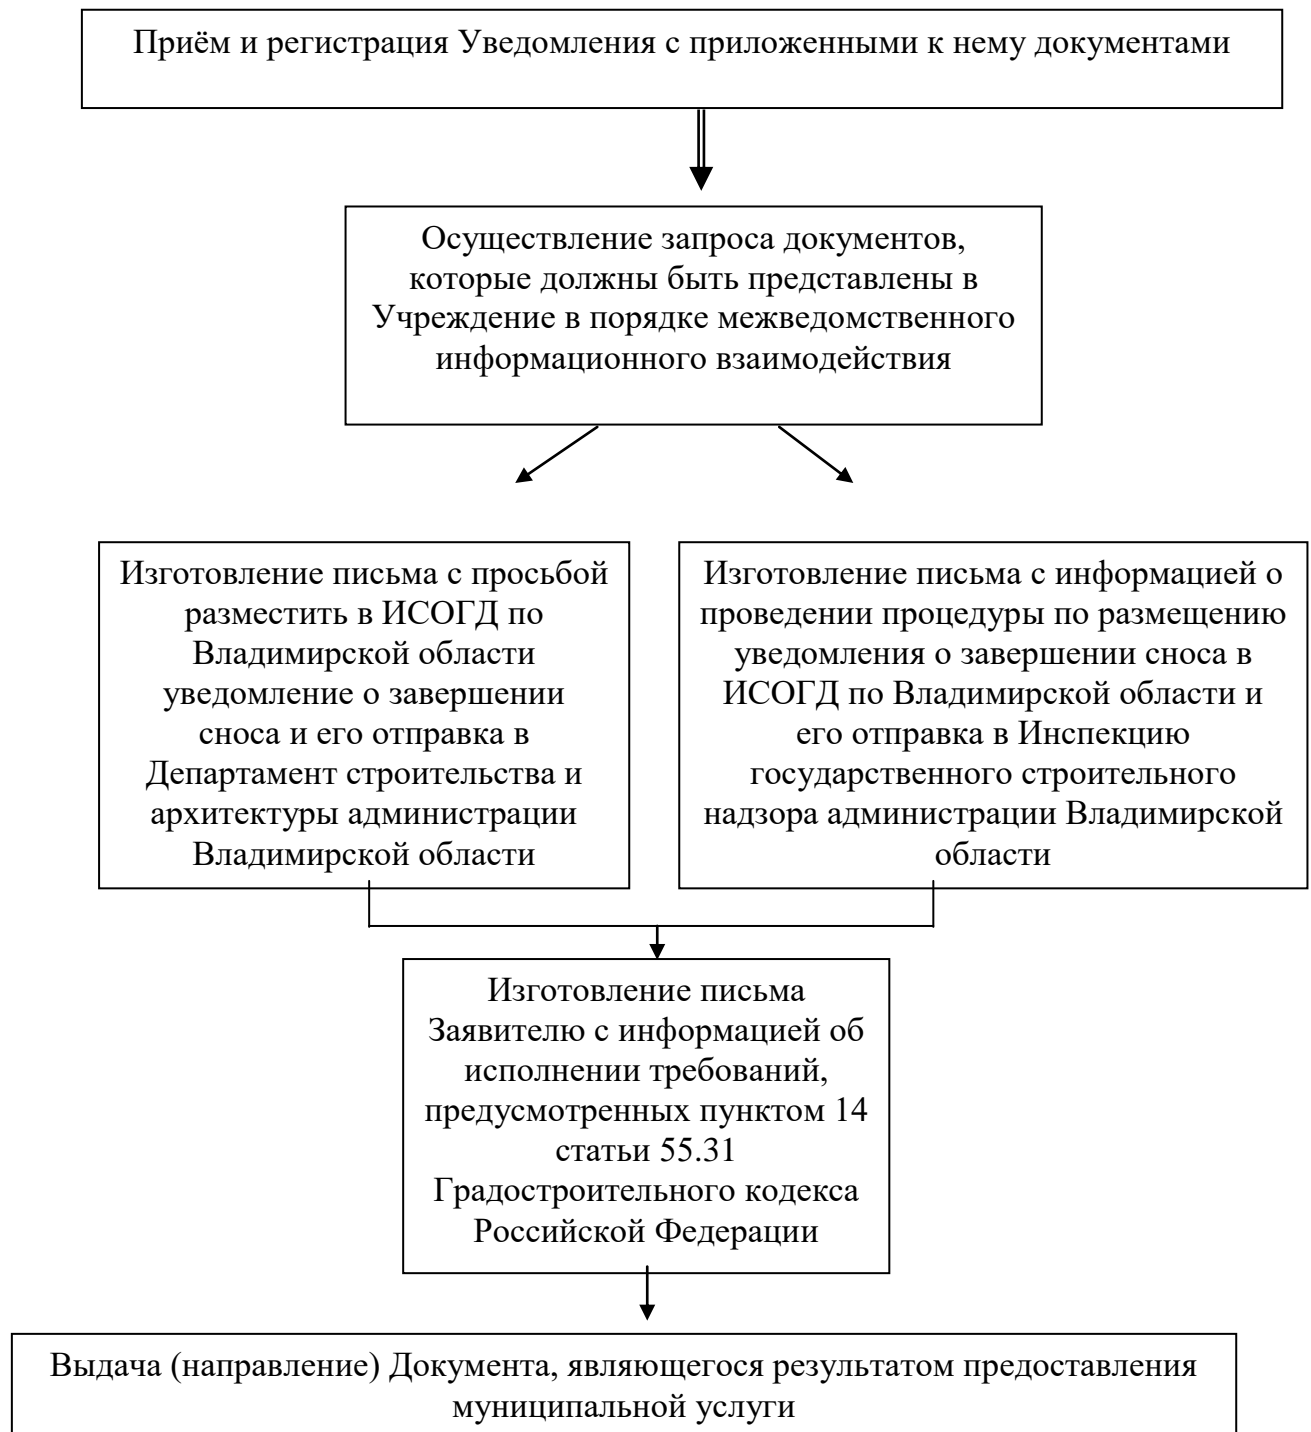 Приём и регистрация Уведомления с приложенными к нему документами
Осуществление запроса документов,
которые должны быть представлены в
Учреждение в порядке межведомственного
информационного взаимодействия
Изготовление письма с просьбой
разместить в ИСОГД по
Владимирской области
уведомление о завершении
сноса и его отправка в
Департамент строительства и
архитектуры администрации
Владимирской области
Изготовление письма с информацией о
проведении процедуры по размещению
уведомления о завершении сноса в
ИСОГД по Владимирской области и
его отправка в Инспекцию
государственного строительного
надзора администрации Владимирской
области
Изготовление письма
Заявителю с информацией об
исполнении требований,
предусмотренных пунктом 14
статьи 55.31
Градостроительного кодекса
Российской Федерации
Выдача (направление) Документа, являющегося результатом предоставления
муниципальной услуги